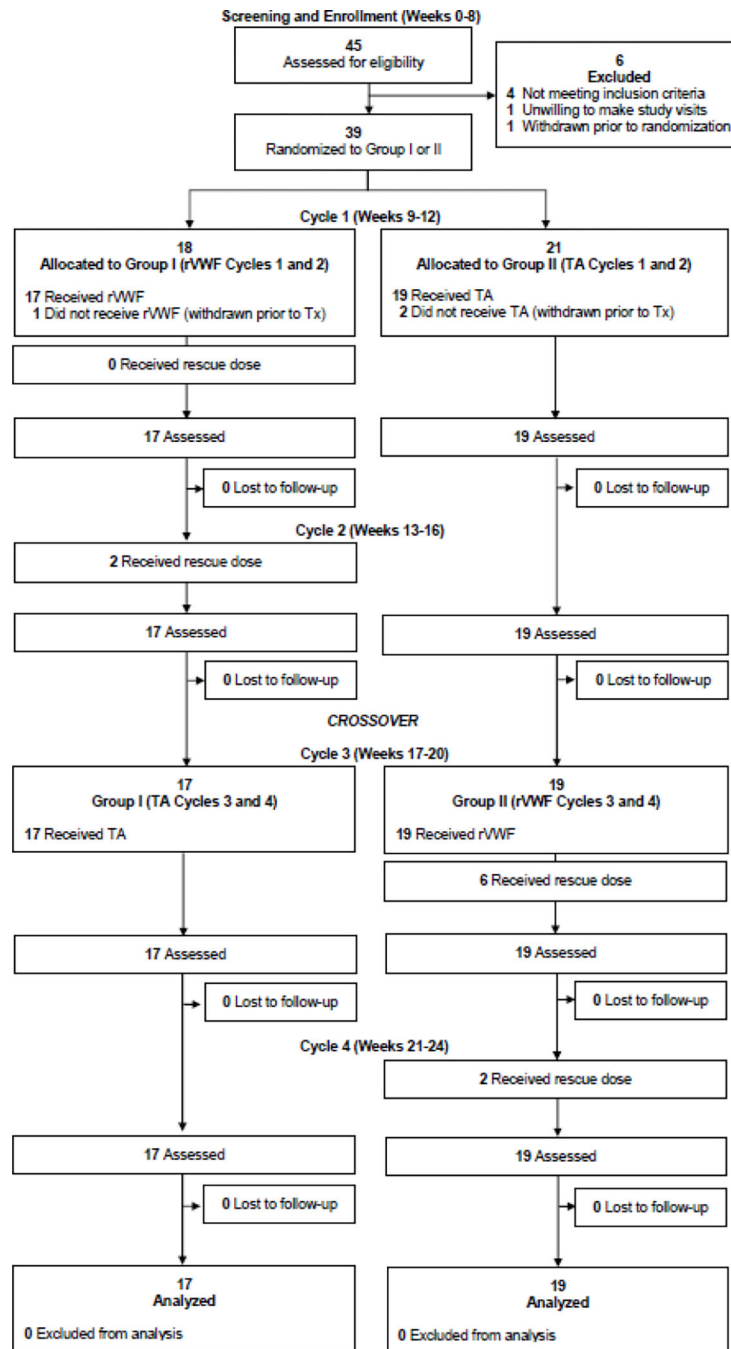 Screening and Enrollment (Weeks 0-8)
45
Assessed for eligibility
6
Excluded
4 Not meeting inclusion criteria
1 Unwilling to make study visits
1 Withdrawn prior to randomization
39
Randomized to Group I or II
Cycle 1 (Weeks 9-12)
18
Allocated to Group I (rVWF Cycles 1 and 2)
17 Received rVWF
1 Did not receive rVWF (withdrawn prior to Tx)
21
Allocated to Group II (TA Cycles 1 and 2)
19 Received TA
2 Did not receive TA (withdrawn prior to Tx)
0 Received rescue dose
17 Assessed
19 Assessed
0 Lost to follow-up
0 Lost to follow-up
Cycle 2 (Weeks 13-16)
2 Received rescue dose
17 Assessed
19 Assessed
0 Lost to follow-up
0 Lost to follow-up
CROSSOVER
Cycle 3 (Weeks 17-20)
17
Group I (TA Cycles 3 and 4)
17 Received TA
19
Group II (rVWF Cycles 3 and 4)
19 Received rVWF
6 Received rescue dose
17 Assessed
19 Assessed
0 Lost to follow-up
0 Lost to follow-up
Cycle 4 (Weeks 21-24)
2 Received rescue dose
17 Assessed
19 Assessed
0 Lost to follow-up
0 Lost to follow-up
17
Analyzed
0 Excluded from analysis
19
Analyzed
0 Excluded from analysis